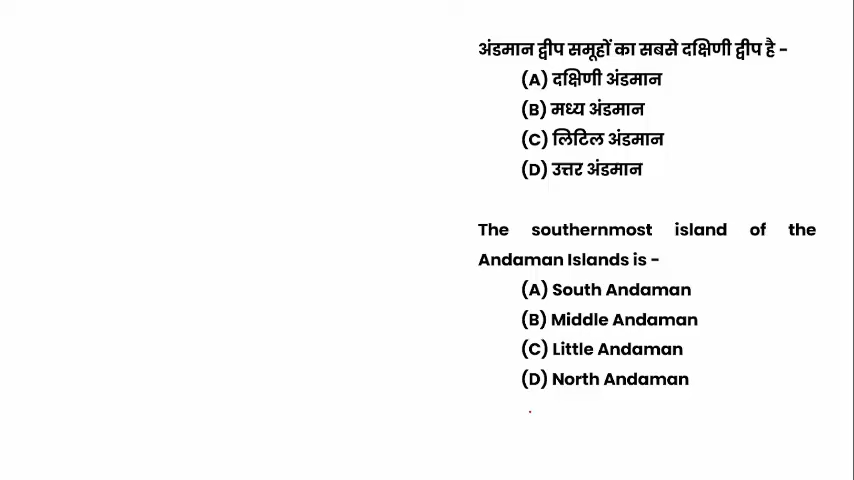 अंडमान द्वीप समूहों का सबसे दक्षिणी द्वीप है -
(A) दक्षिणी अंडमान
(B) मध्य अंडमान
(C) लिटिल अंडमान
(D) उत्तर अंडमान
The southernmost island of the
Andaman Islands is -
(A) South Andaman
(B) Middle Andaman
(C) Little Andaman
(D) North Andaman